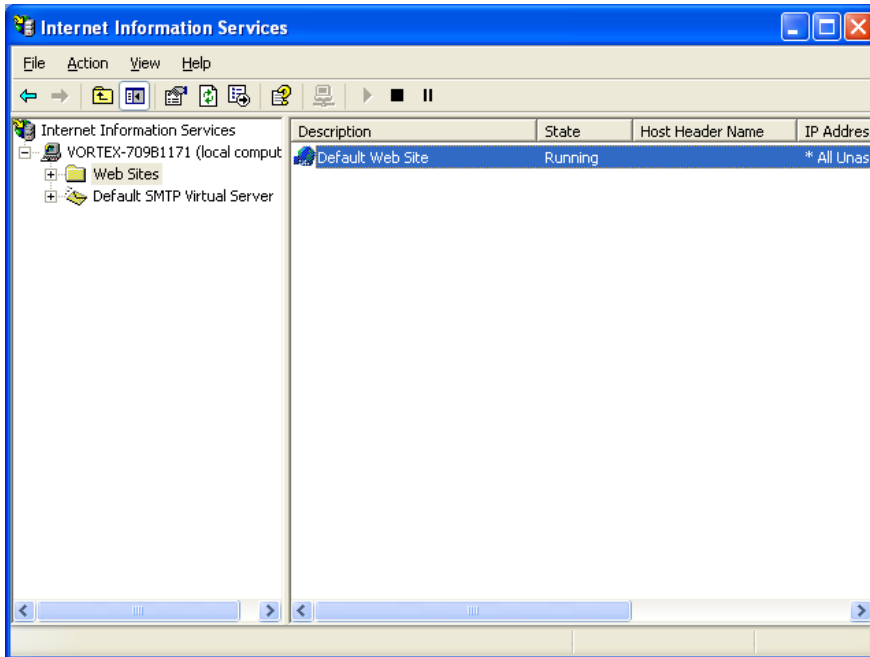 Internet Information Services
File Action View Help
Internet Information Services
VORTEX-709B1171 (local comput
Web Sites
Default SMTP Virtual Server
Description State Host Header Name IP Addres
Default Web Site Running * All Unas